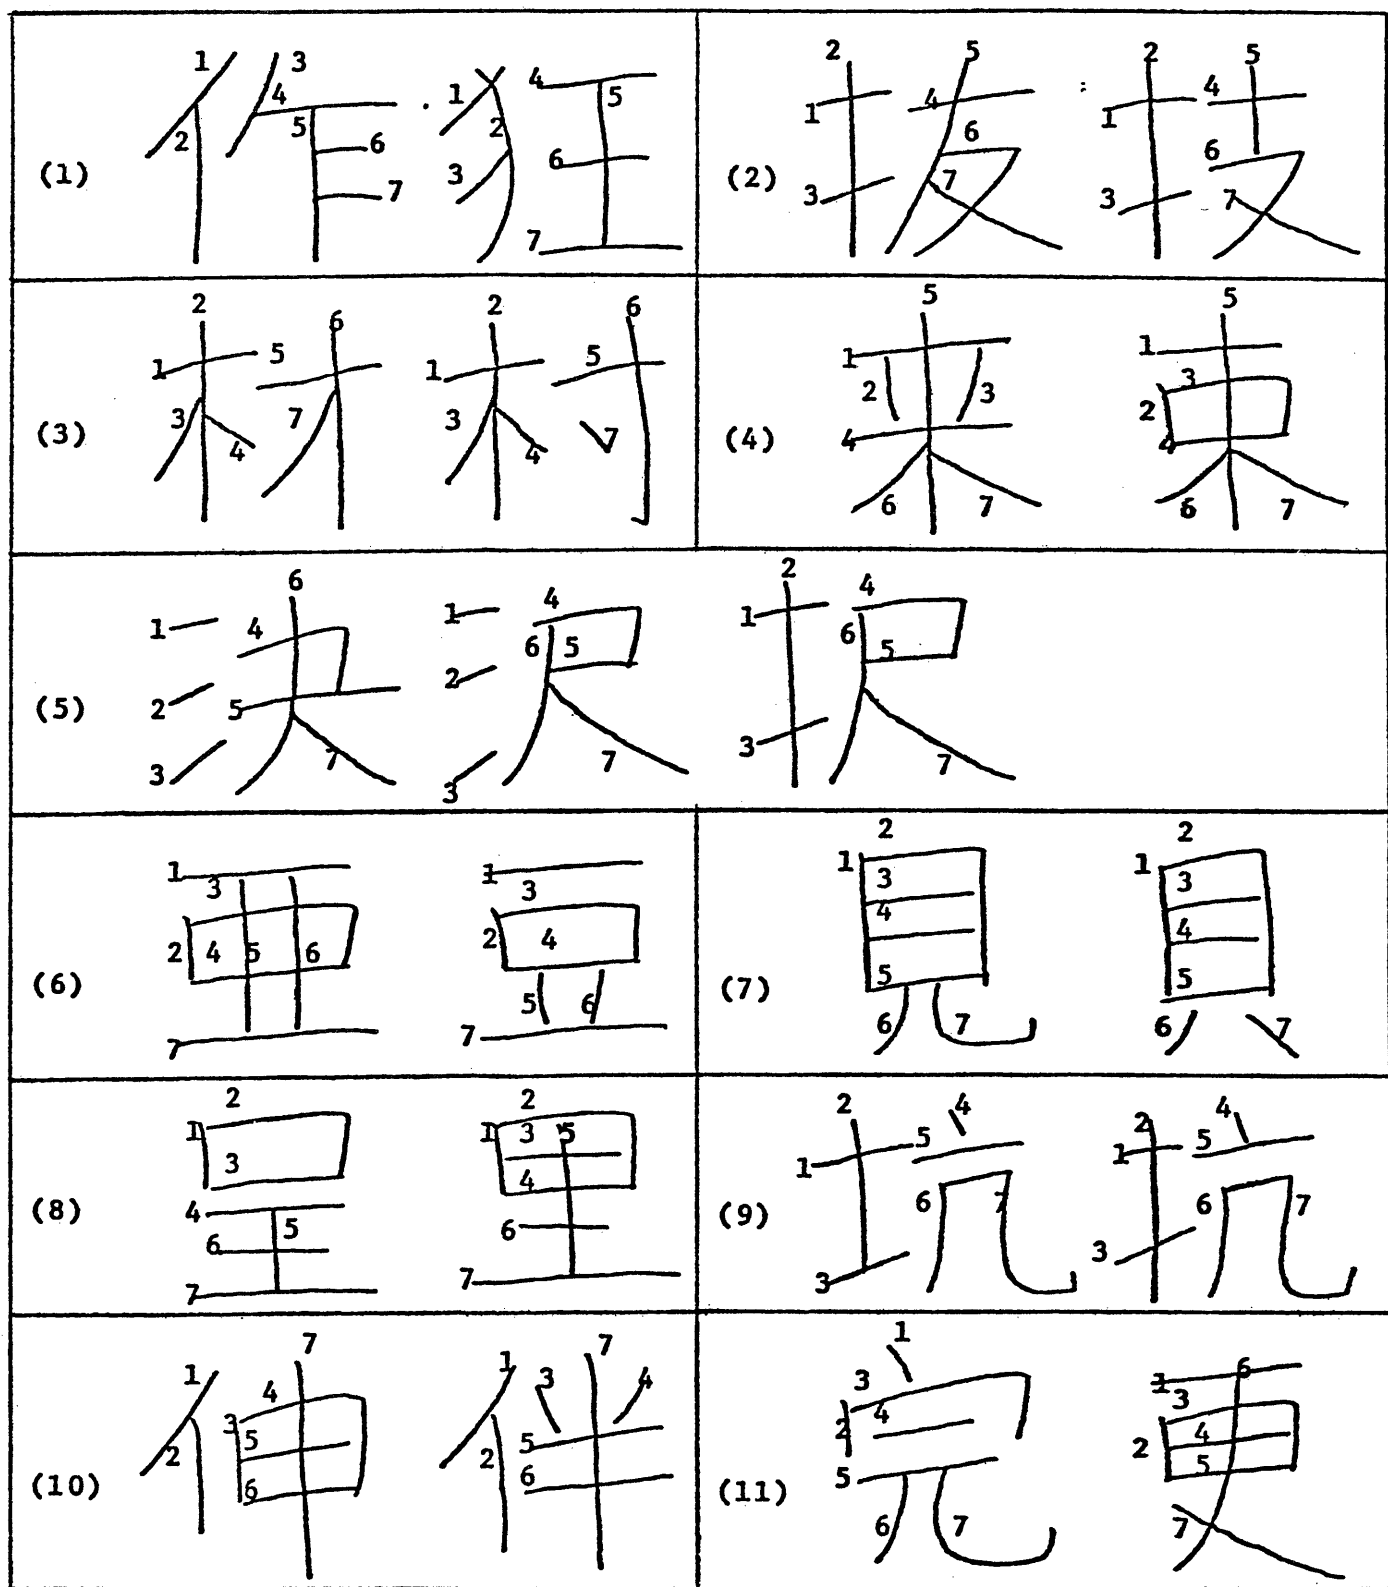 (1) 作 狂
(2) 抜 技
(3) 材 村
(4) 来 束
(5) 決 沢 択
(6) 亜 豆
(7) 見 貝
(8) 呈 里
(9) 坑 抗
(10) 伸 伴
(11) 完 更